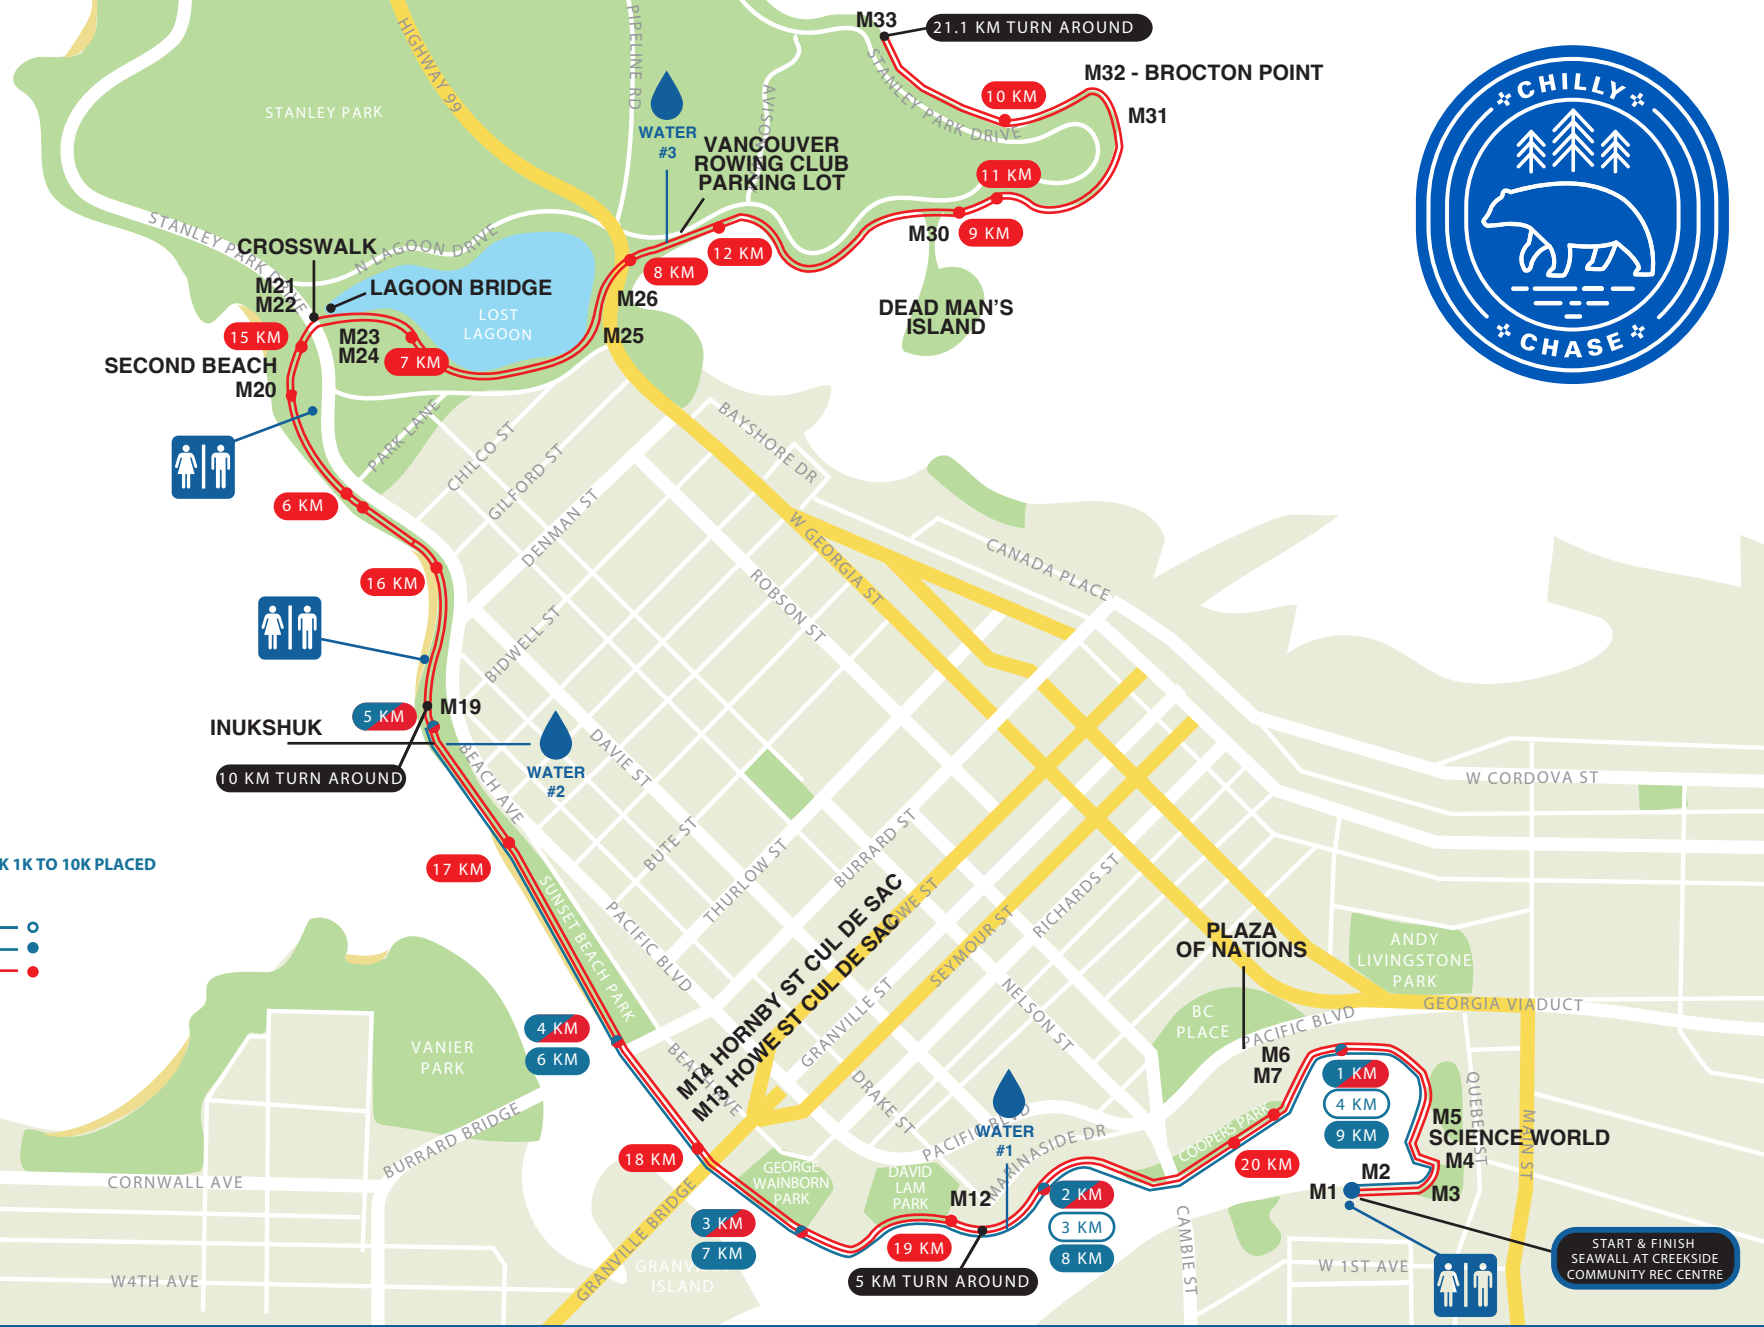 M33
21.1 KM TURN AROUND
HIGHWAY 99
PIPELINE RD
STANLEY PARK
STANLEY PARK DRIVE
M32 - BROCTON POINT
10 KM
M31
WATER
#3
VANCOUVER
ROWING CLUB
PARKING LOT
11 KM
M30
9 KM
12 KM
8 KM
CHILLY
CHASE
STANLEY PARK DRIVE
CROSSWALK
N LAGOON DRIVE
M21
M22
LAGOON BRIDGE
LOST
LAGOON
M26
M25
DEAD MAN'S
ISLAND
15 KM
M23
M24
7 KM
SECOND BEACH
M20
PARK LANE
CHILCO ST
GILFORD ST
DENMAN ST
BAYSHORE DR
6 KM
W GEORGIA ST
CANADA PLACE
16 KM
ROBSON ST
BIDWELL ST
5 KM
M19
INUKSHUK
10 KM TURN AROUND
WATER
#2
BEACH AVE
DAVIE ST
W CORDOVA ST
K 1K TO 10K PLACED
17 KM
BUTE ST
THURLOW ST
BURRARD ST
SUNSET BEACH PARK
PACIFIC BLVD
M14 HORNBY ST CUL DE SAC
M13 HOWE ST CUL DE SAC
SEYMOUR ST
RICHARDS ST
PLAZA
OF NATIONS
ANDY
LIVINGSTONE
PARK
GEORGIA VIADUCT
4 KM
6 KM
VANIER
PARK
BEACH AVE
GRANVILLE ST
NELSON ST
BC
PLACE
PACIFIC BLVD
M6
M7
1 KM
4 KM
9 KM
QUEBEC ST
MAIN ST
M5
SCIENCE WORLD
M4
M3
M2
M1
DRAKE ST
PACIFIC BLVD
WATER
#1
MARINASIDE DR
COOPERS PARK
20 KM
BURRARD BRIDGE
CORNWALL AVE
18 KM
GEORGE
WAINBORN
PARK
DAVID
LAM
PARK
M12
2 KM
3 KM
8 KM
3 KM
7 KM
19 KM
5 KM TURN AROUND
GRANVILLE BRIDGE
ISLAND
CAMBIE ST
W 1ST AVE
W4TH AVE
START & FINISH
SEAWALL AT CREEKSIDE
COMMUNITY REC CENTRE